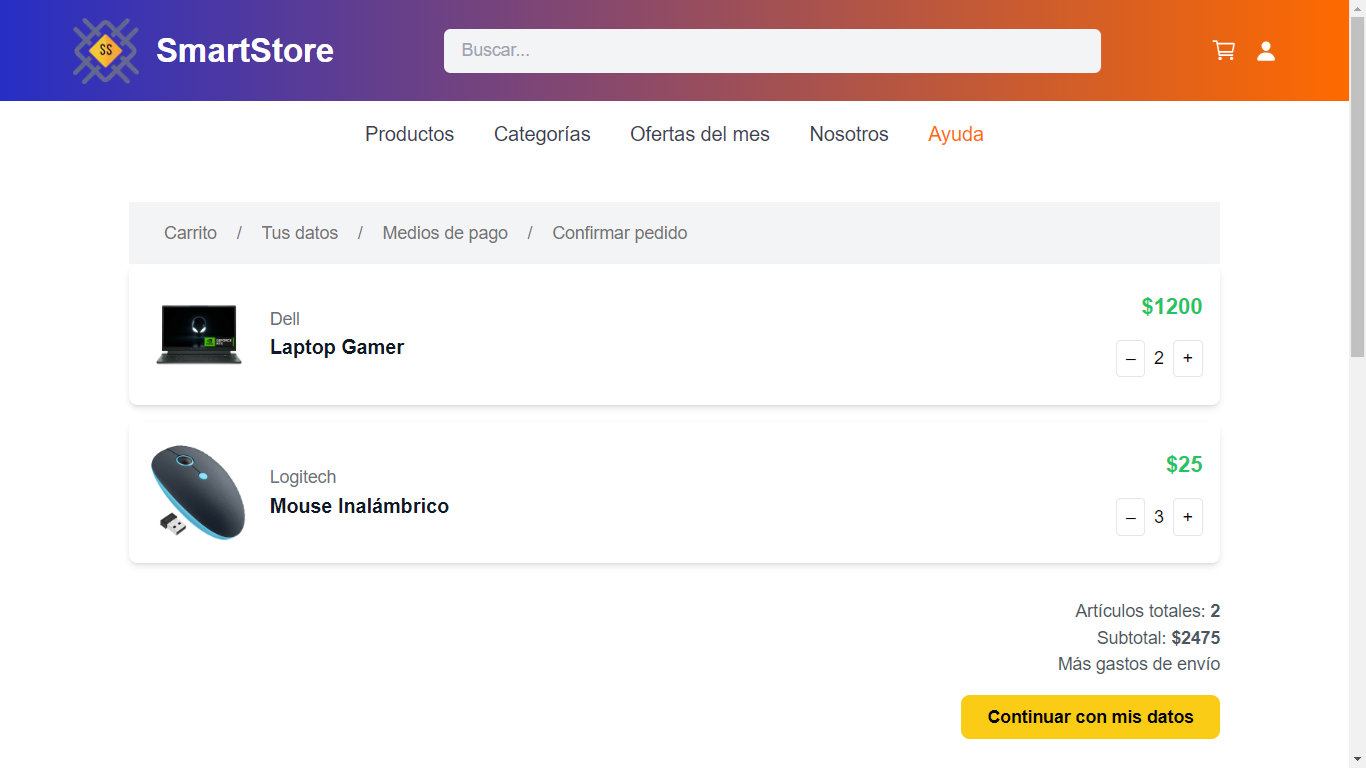 SS
SmartStore
Buscar...
Productos Categorías Ofertas del mes Nosotros Ayuda
Carrito / Tus datos / Medios de pago / Confirmar pedido
Dell
Laptop Gamer
$1200
– 2 +
Logitech
Mouse Inalámbrico
$25
– 3 +
Artículos totales: 2
Subtotal: $2475
Más gastos de envío
Continuar con mis datos